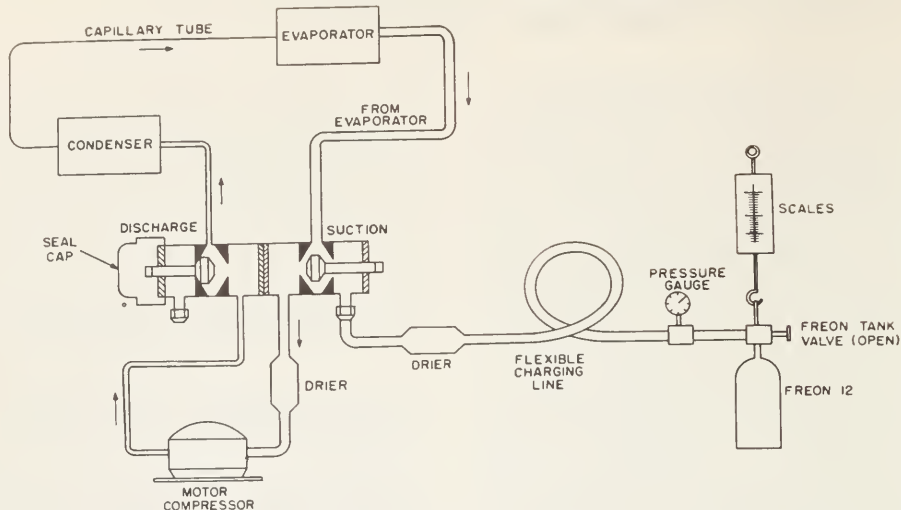 CAPILLARY TUBE
EVAPORATOR
FROM
EVAPORATOR
CONDENSER
DISCHARGE
SUCTION
SEAL
CAP
SCALES
PRESSURE
GAUGE
FREON TANK
VALVE (OPEN)
DRIER
FLEXIBLE
CHARGING
LINE
DRIER
FREON 12
MOTOR
COMPRESSOR